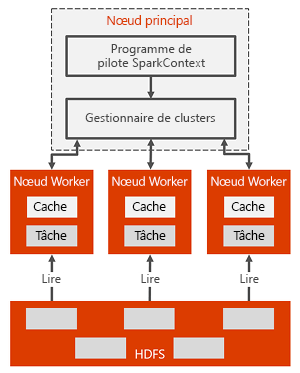 Nœud principal
Programme de
pilote SparkContext
Gestionnaire de clusters
Nœud Worker
Nœud Worker
Nœud Worker
Cache
Cache
Cache
Tâche
Tâche
Tâche
Lire
Lire
Lire
HDFS